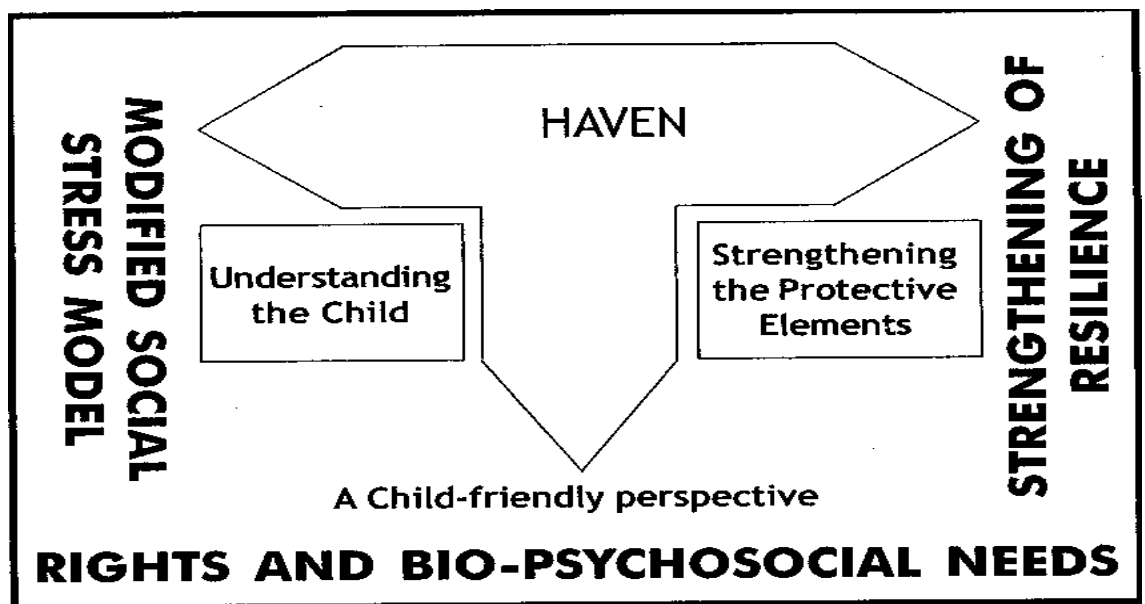 MODIFIED SOCIAL
STRESS MODEL
HAVEN
Understanding
the Child
Strengthening
the Protective
Elements
STRENGTHENING OF
RESILIENCE
A Child-friendly perspective
RIGHTS AND BIO-PSYCHOSOCIAL NEEDS